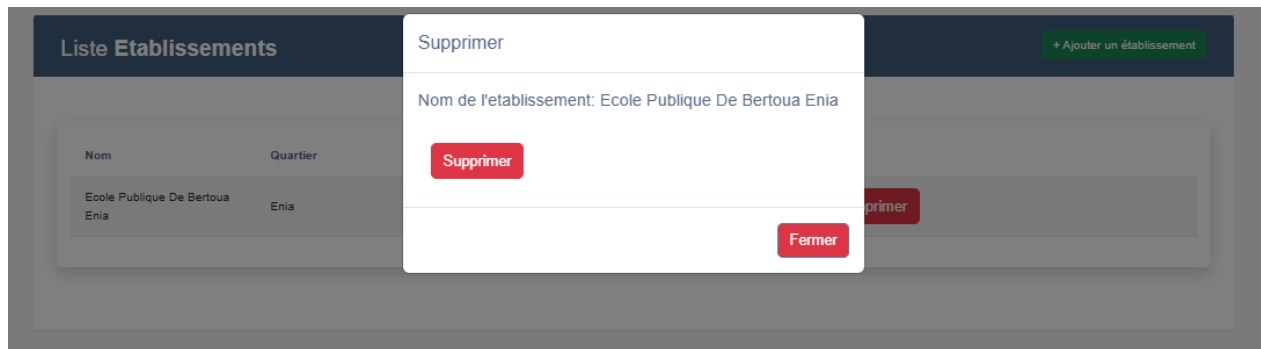 Liste Etablissements
Supprimer
+ Ajouter un établissement
Nom de l'etablissement: Ecole Publique De Bertoua Enia
Nom
Quartier
Supprimer
Ecole Publique De Bertoua
Enia
Enia
primer
Fermer